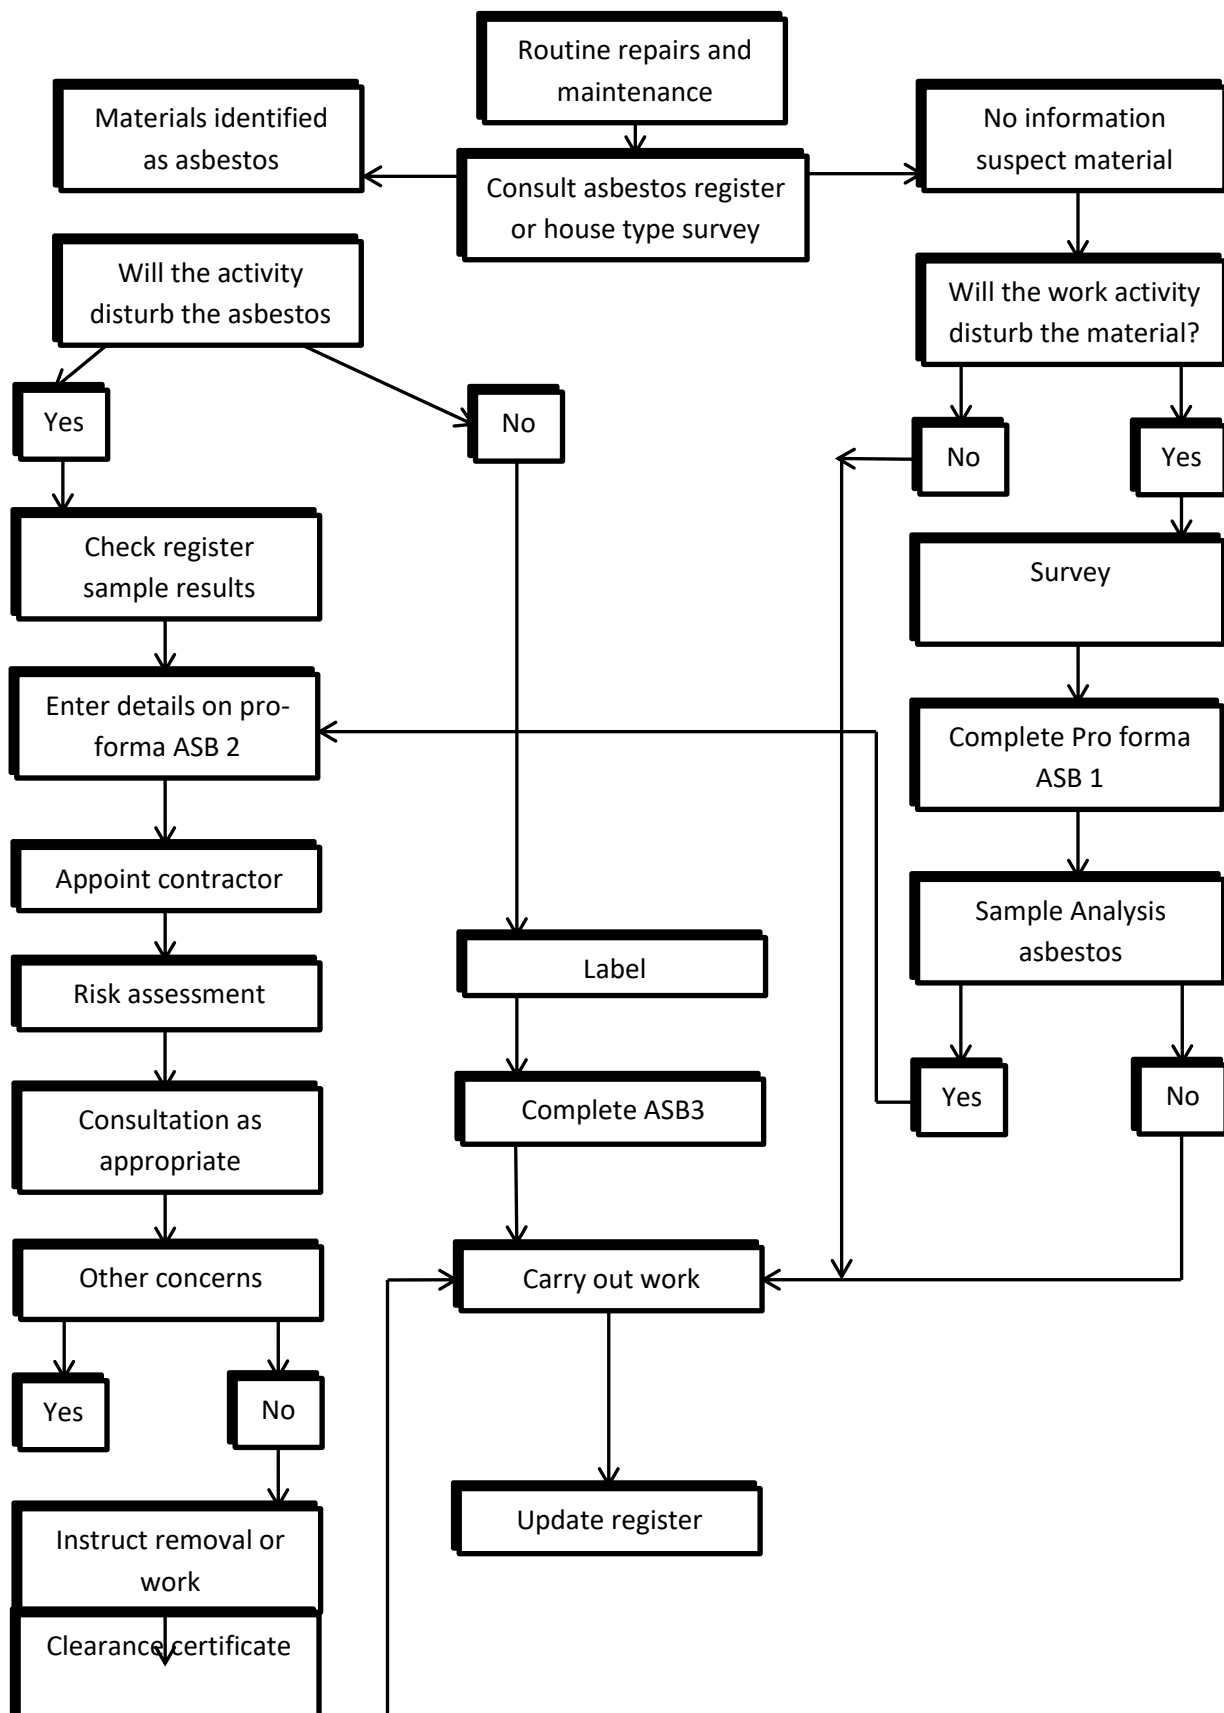 Routine repairs and
maintenance
Materials identified
as asbestos
No information
suspect material
Consult asbestos register
or house type survey
Will the activity
disturb the asbestos
Will the work activity
disturb the material?
Yes
No
No
Yes
Check register
sample results
Survey
Enter details on pro-
forma ASB 2
Complete Pro forma
ASB 1
Appoint contractor
Sample Analysis
asbestos
Risk assessment
Label
Consultation as
appropriate
Complete ASB3
Yes
No
Other concerns
Carry out work
Yes
No
Instruct removal or
work
Update register
Clearance certificate